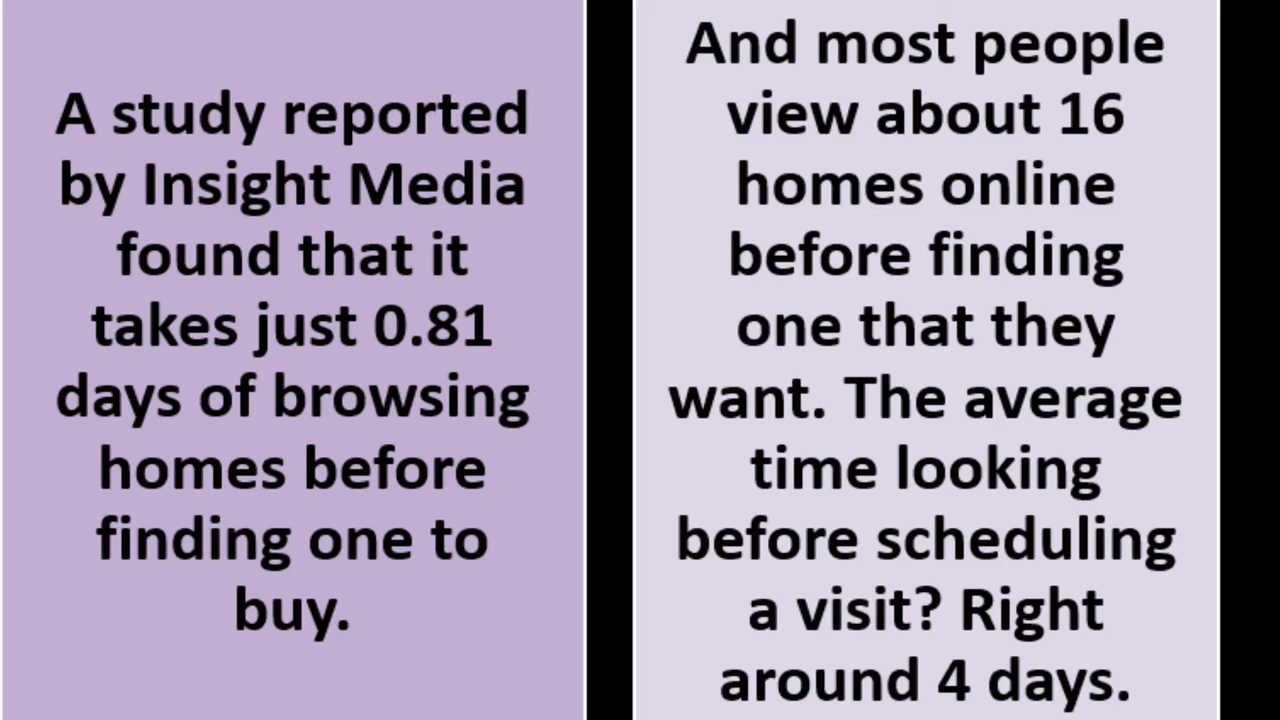 A study reported
by Insight Media
found that it
takes just 0.81
days of browsing
homes before
finding one to
buy.
And most people
view about 16
homes online
before finding
one that they
want. The average
time looking
before scheduling
a visit? Right
around 4 days.